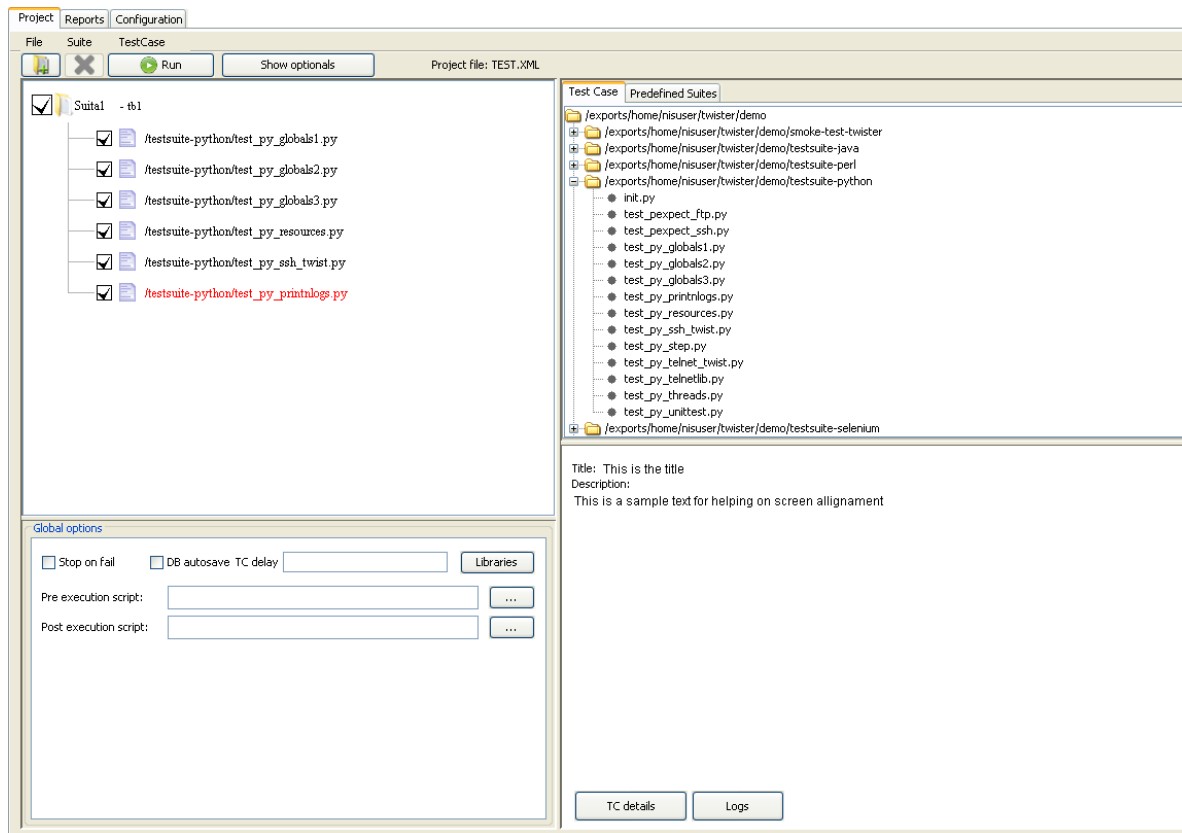 Project Reports Configuration
File Suite TestCase
Run Show optionals Project file: TEST.XML
Suita1 - tb1
/testsuite-python/test_py_globals1.py
/testsuite-python/test_py_globals2.py
/testsuite-python/test_py_globals3.py
/testsuite-python/test_py_resources.py
/testsuite-python/test_py_ssh_twist.py
/testsuite-python/test_py_printnlogs.py
Global options
Stop on fail DB autosave TC delay Libraries
Pre execution script: ...
Post execution script: ...
Test Case Predefined Suites
/exports/home/nisuser/twister/demo
/exports/home/nisuser/twister/demo/smoke-test-twister
/exports/home/nisuser/twister/demo/testsuite-java
/exports/home/nisuser/twister/demo/testsuite-perl
/exports/home/nisuser/twister/demo/testsuite-python
init.py
test_pexpect_ftp.py
test_pexpect_ssh.py
test_py_globals1.py
test_py_globals2.py
test_py_globals3.py
test_py_printnlogs.py
test_py_resources.py
test_py_ssh_twist.py
test_py_step.py
test_py_telnet_twist.py
test_py_telnetlib.py
test_py_threads.py
test_py_unittest.py
/exports/home/nisuser/twister/demo/testsuite-selenium
Title: This is the title
Description:
This is a sample text for helping on screen allignament
TC details Logs